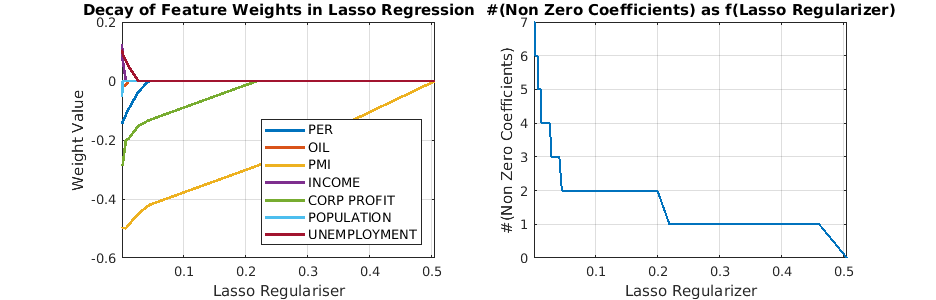 Decay of Feature Weights in Lasso Regression
0.2
0
-0.2
-0.4
-0.6
Weight Value
PER
OIL
PMI
INCOME
CORP PROFIT
POPULATION
UNEMPLOYMENT
0.1
0.2
0.3
0.4
0.5
Lasso Regulariser
#(Non Zero Coefficients) as f(Lasso Regularizer)
7
6
5
4
3
2
1
0
#(Non Zero Coefficients)
0.1
0.2
0.3
0.4
0.5
Lasso Regularizer